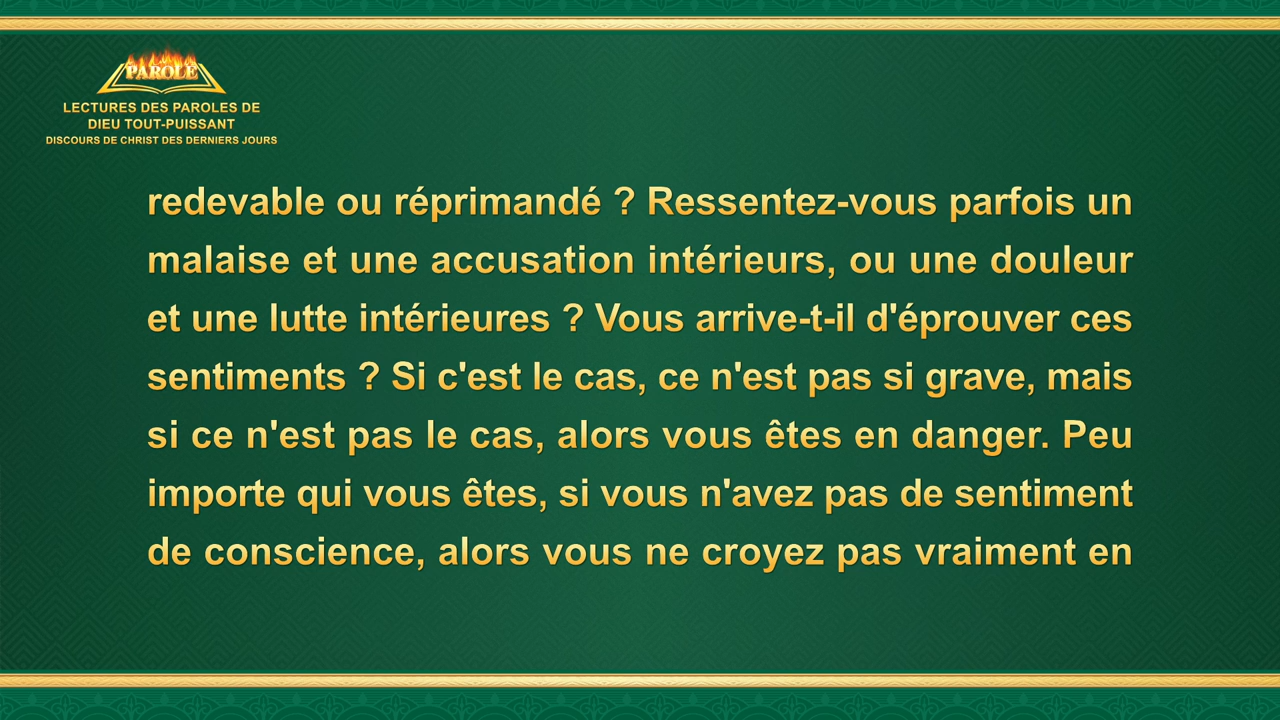 PAROLE
LECTURES DES PAROLES DE
DIEU TOUT-PUISSANT
DISCOURS DE CHRIST DES DERNIERS JOURS
redevable ou réprimandé ? Ressentez-vous parfois un
malaise et une accusation intérieurs, ou une douleur
et une lutte intérieures ? Vous arrive-t-il d'éprouver ces
sentiments ? Si c'est le cas, ce n'est pas si grave, mais
si ce n'est pas le cas, alors vous êtes en danger. Peu
importe qui vous êtes, si vous n'avez pas de sentiment
de conscience, alors vous ne croyez pas vraiment en